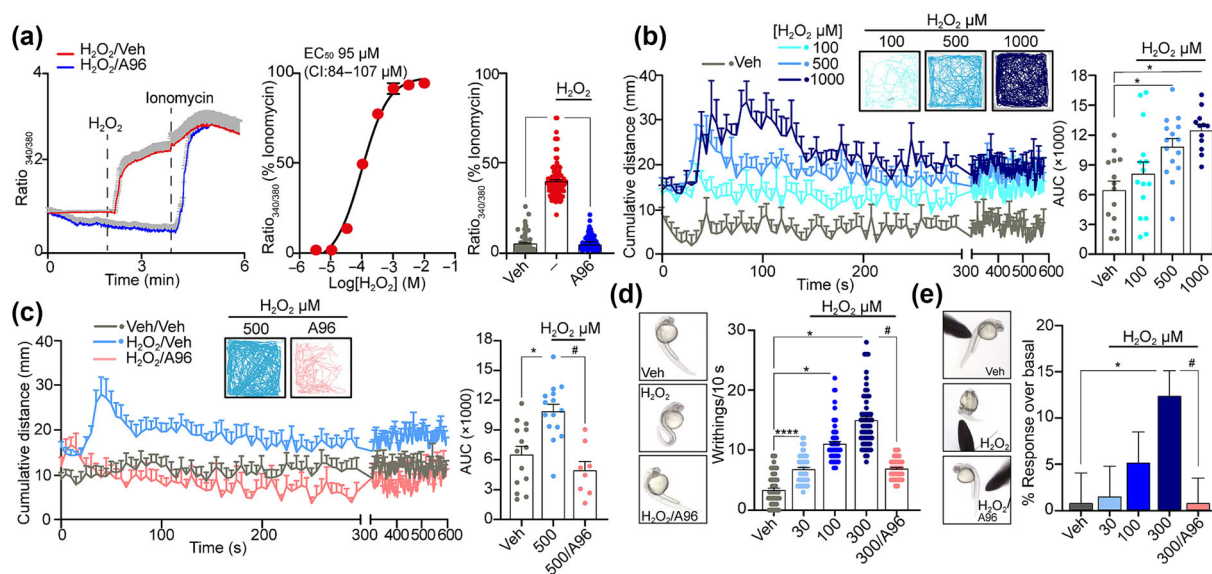 (a)
H₂O₂/Veh
H₂O₂/A96
4
2
0
Ratio 340/380
H₂O₂
Ionomycin
0 3 6
Time (min)
EC₅₀ 95 µM
(CI:84–107 µM)
100
50
0
Ratio340/380 (% Ionomycin)
−6 −5 −4 −3 −2 −1
Log[H₂O₂] (M)
100
50
0
Ratio340/380 (% Ionomycin)
H₂O₂
Veh – A96
(b)
Veh
[H₂O₂ µM]
100
500
1000
H₂O₂ µM
100 500 1000
40
30
20
10
0
Cumulative distance (mm)
0 100 200 300 400 500 600
Time (s)
H₂O₂ µM
*
*
18
15
12
9
6
3
0
AUC (×1000)
Veh 100 500 1000
(c)
Veh/Veh
H₂O₂/Veh
H₂O₂/A96
H₂O₂ µM
500 A96
40
30
20
10
0
Cumulative distance (mm)
0 100 200 300 400 500 600
Time (s)
H₂O₂ µM
* #
18
15
12
9
6
3
0
AUC (×1000)
Veh 500 500/A96
(d)
Veh
H₂O₂
H₂O₂/A96
H₂O₂ µM
* #
*
****
30
20
10
0
Writhings/10 s
Veh 30 100 300 300/A96
(e)
Veh
H₂O₂
H₂O₂/
A96
H₂O₂ µM
* #
20
15
10
5
0
% Response over basal
Veh 30 100 300 300/A96